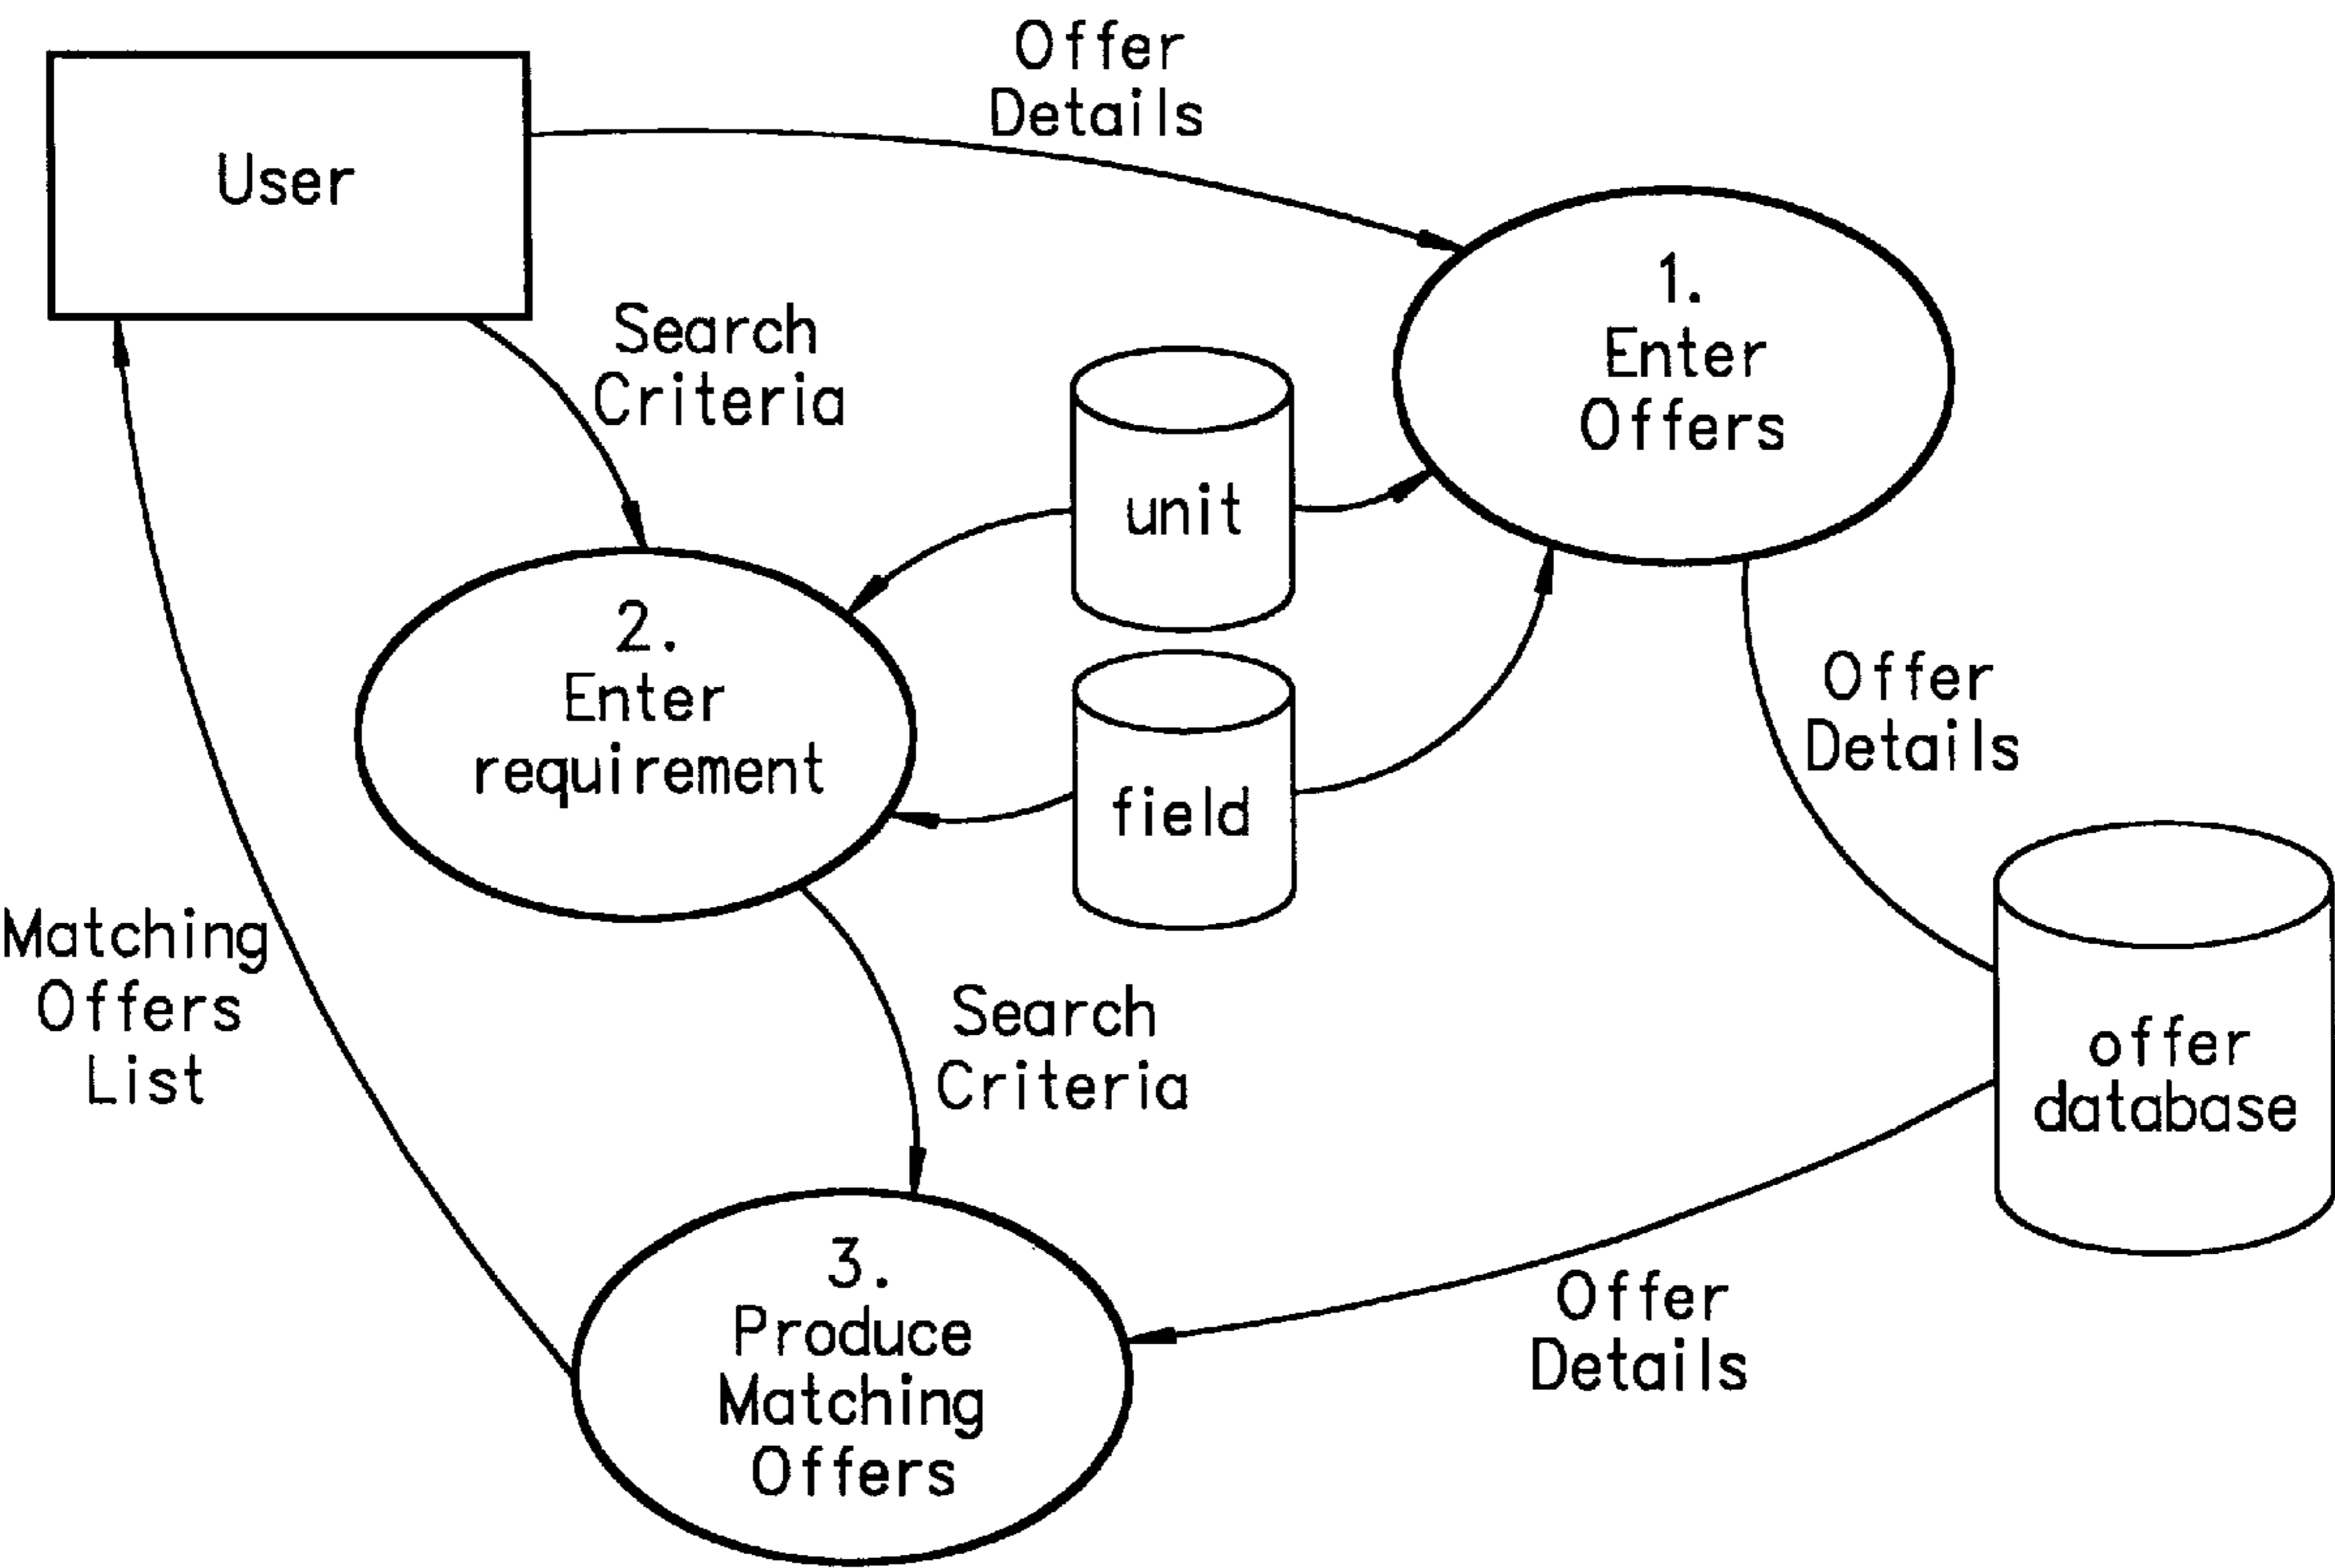 Offer
Details
User
1.
Enter
Offers
Search
Criteria
unit
2.
Enter
requirement
field
Offer
Details
Matching
Offers
List
Search
Criteria
offer
database
3.
Produce
Matching
Offers
Offer
Details